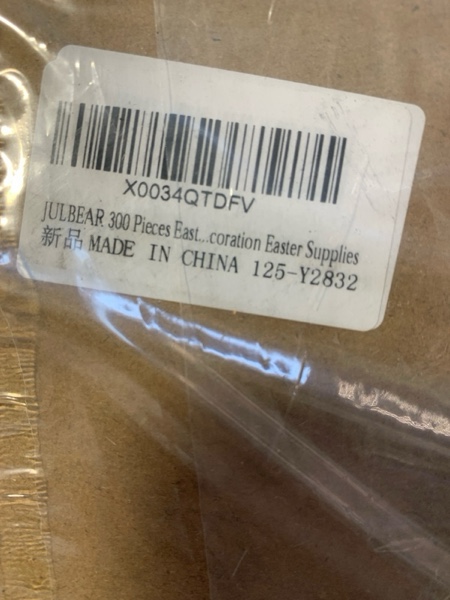 X0034QTDFV
JULBEAR 300 Pieces East...coration Easter Supplies
新品 MADE IN CHINA 125-Y2832